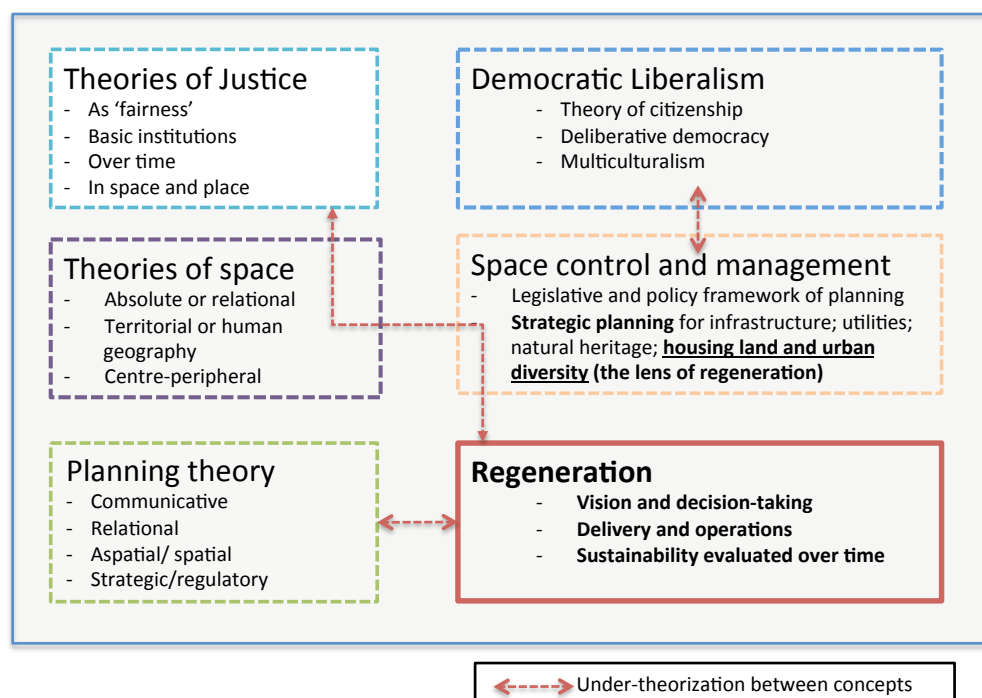 Theories of Justice
- As ‘fairness’
- Basic institutions
- Over time
- In space and place
Democratic Liberalism
- Theory of citizenship
- Deliberative democracy
- Multiculturalism
Theories of space
- Absolute or relational
- Territorial or human
geography
- Centre-peripheral
Space control and management
- Legislative and policy framework of planning
Strategic planning for infrastructure; utilities;
natural heritage; housing land and urban
diversity (the lens of regeneration)
Planning theory
- Communicative
- Relational
- Aspatial/ spatial
- Strategic/regulatory
Regeneration
- Vision and decision-taking
- Delivery and operations
- Sustainability evaluated over time
Under-theorization between concepts